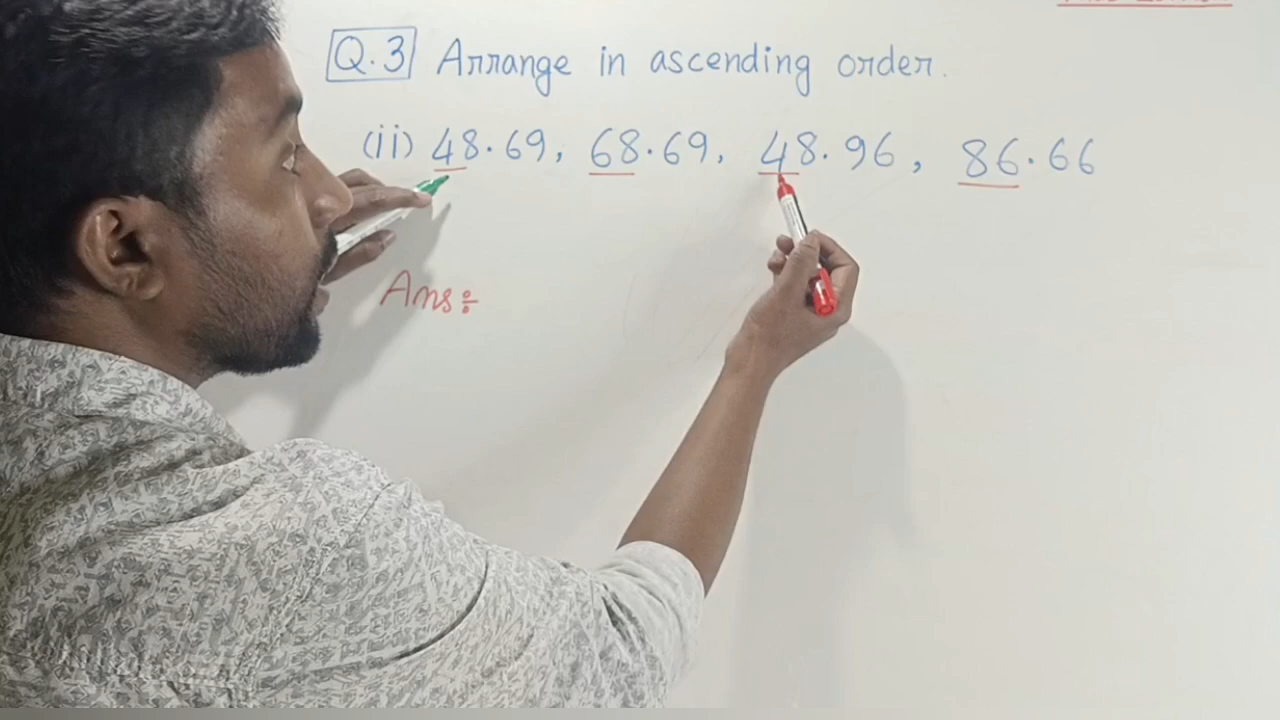 Q.3 Arrange in ascending order.
(ii) 48.69, 68.69, 48.96, 86.66
Ans: